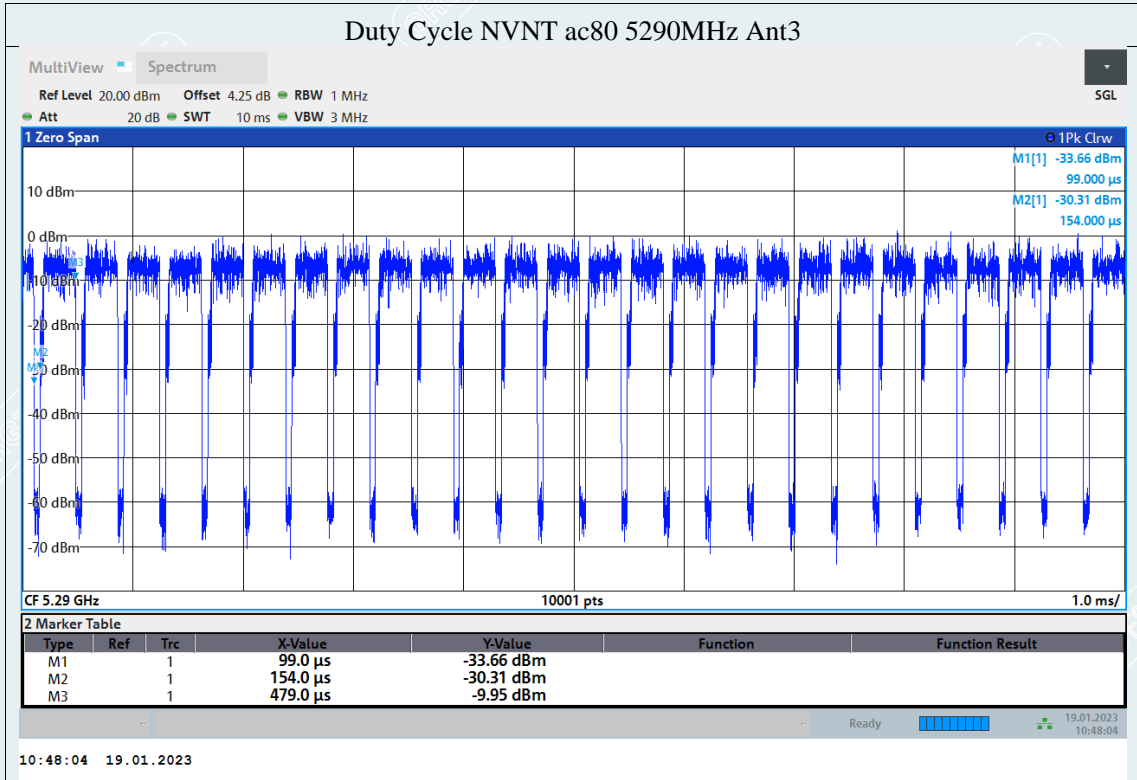 Duty Cycle NVNT ac80 5290MHz Ant3
MultiView Spectrum
Ref Level 20.00 dBm Offset 4.25 dB RBW 1 MHz SGL
Att 20 dB SWT 10 ms VBW 3 MHz
1 Zero Span 1Pk Clrw
M1[1] -33.66 dBm
99.000 µs
M2[1] -30.31 dBm
154.000 µs
10 dBm
0 dBm
M3
-10 dBm
-20 dBm
M2
M1
-30 dBm
-40 dBm
-50 dBm
-60 dBm
-70 dBm
CF 5.29 GHz 10001 pts 1.0 ms/
2 Marker Table
Type Ref Trc X-Value Y-Value Function Function Result
M1 1 99.0 µs -33.66 dBm
M2 1 154.0 µs -30.31 dBm
M3 1 479.0 µs -9.95 dBm
Ready 19.01.2023
10:48:04
10:48:04 19.01.2023